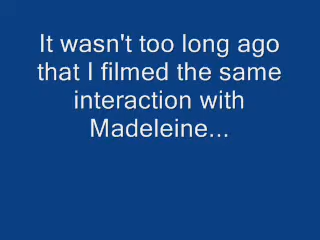 It wasn't too long ago
that I filmed the same
interaction with
Madeleine...